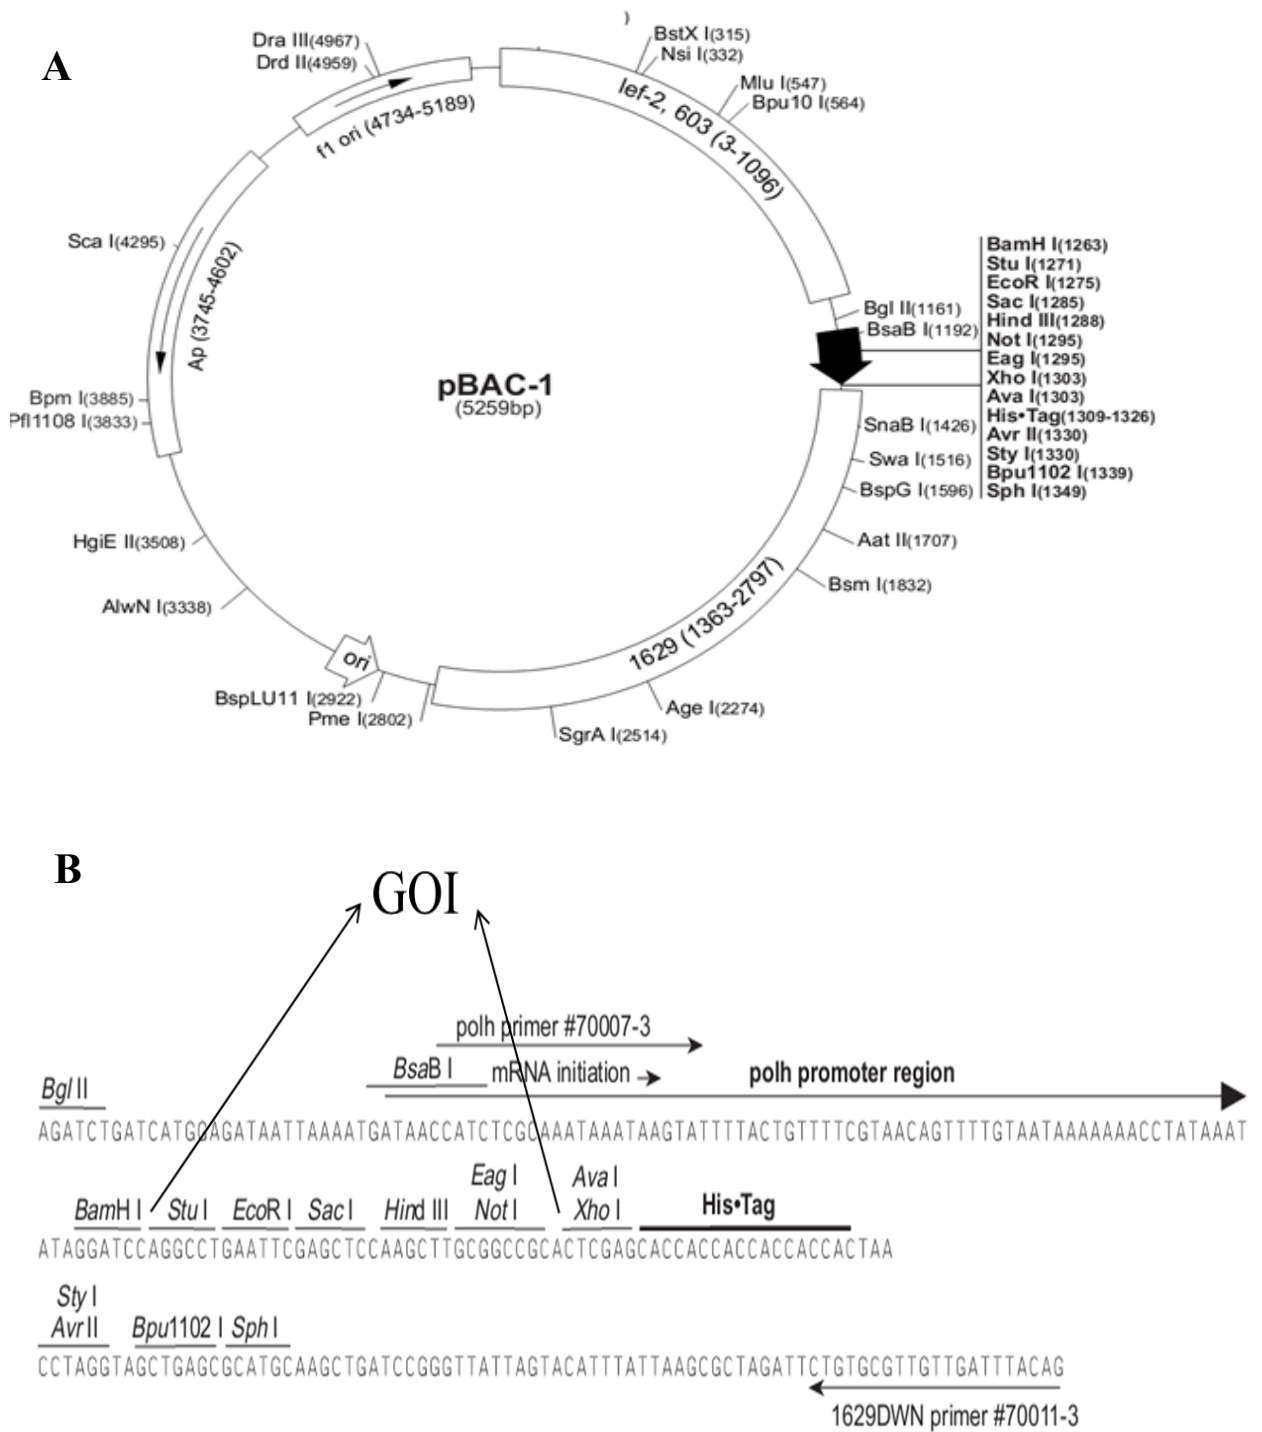 )
A
Dra III(4967)
Drd II(4959)
BstX I(315)
Nsi I(332)
Mlu I(547)
Bpu10 I(564)
lef-2, 603 (3-1096)
f1 ori (4734-5189)
Sca I(4295)
Ap (3745-4602)
Bpm I(3885)
Pfl1108 I(3833)
HgiE II(3508)
AlwN I(3338)
ori
BspLU11 I(2922)
Pme I(2802)
pBAC-1
(5259bp)
Bgl II(1161)
BsaB I(1192)
BamH I(1263)
Stu I(1271)
EcoR I(1275)
Sac I(1285)
Hind III(1288)
Not I(1295)
Eag I(1295)
Xho I(1303)
Ava I(1303)
His•Tag(1309-1326)
Avr II(1330)
Sty I(1330)
Bpu1102 I(1339)
Sph I(1349)
SnaB I(1426)
Swa I(1516)
BspG I(1596)
Aat II(1707)
Bsm I(1832)
1629 (1363-2797)
Age I(2274)
SgrA I(2514)
B
GOI
polh primer #70007-3
Bgl II
BsaB I
mRNA initiation
polh promoter region
AGATCTGATCATGGAGATAATTAAAATGATAACCATCTCGCAAATAAATAAGTATTTTACTGTTTTCGTAACAGTTTTGTAATAAAAAAACCTATAAAT
Eag I Ava I
BamH I Stu I EcoR I Sac I Hind III Not I Xho I His•Tag
ATAGGATCCAGGCCTGAATTCGAGCTCCAAGCTTGCGGCCGCACTCGAGCACCACCACCACCACCACTAA
Sty I
Avr II Bpu1102 I Sph I
CCTAGGTAGCTGAGCGCATGCAAGCTGATCCGGGTTATTAGTACATTTATTAAGCGCTAGATTCTGTGCGTTGTTGATTTACAG
1629DWN primer #70011-3